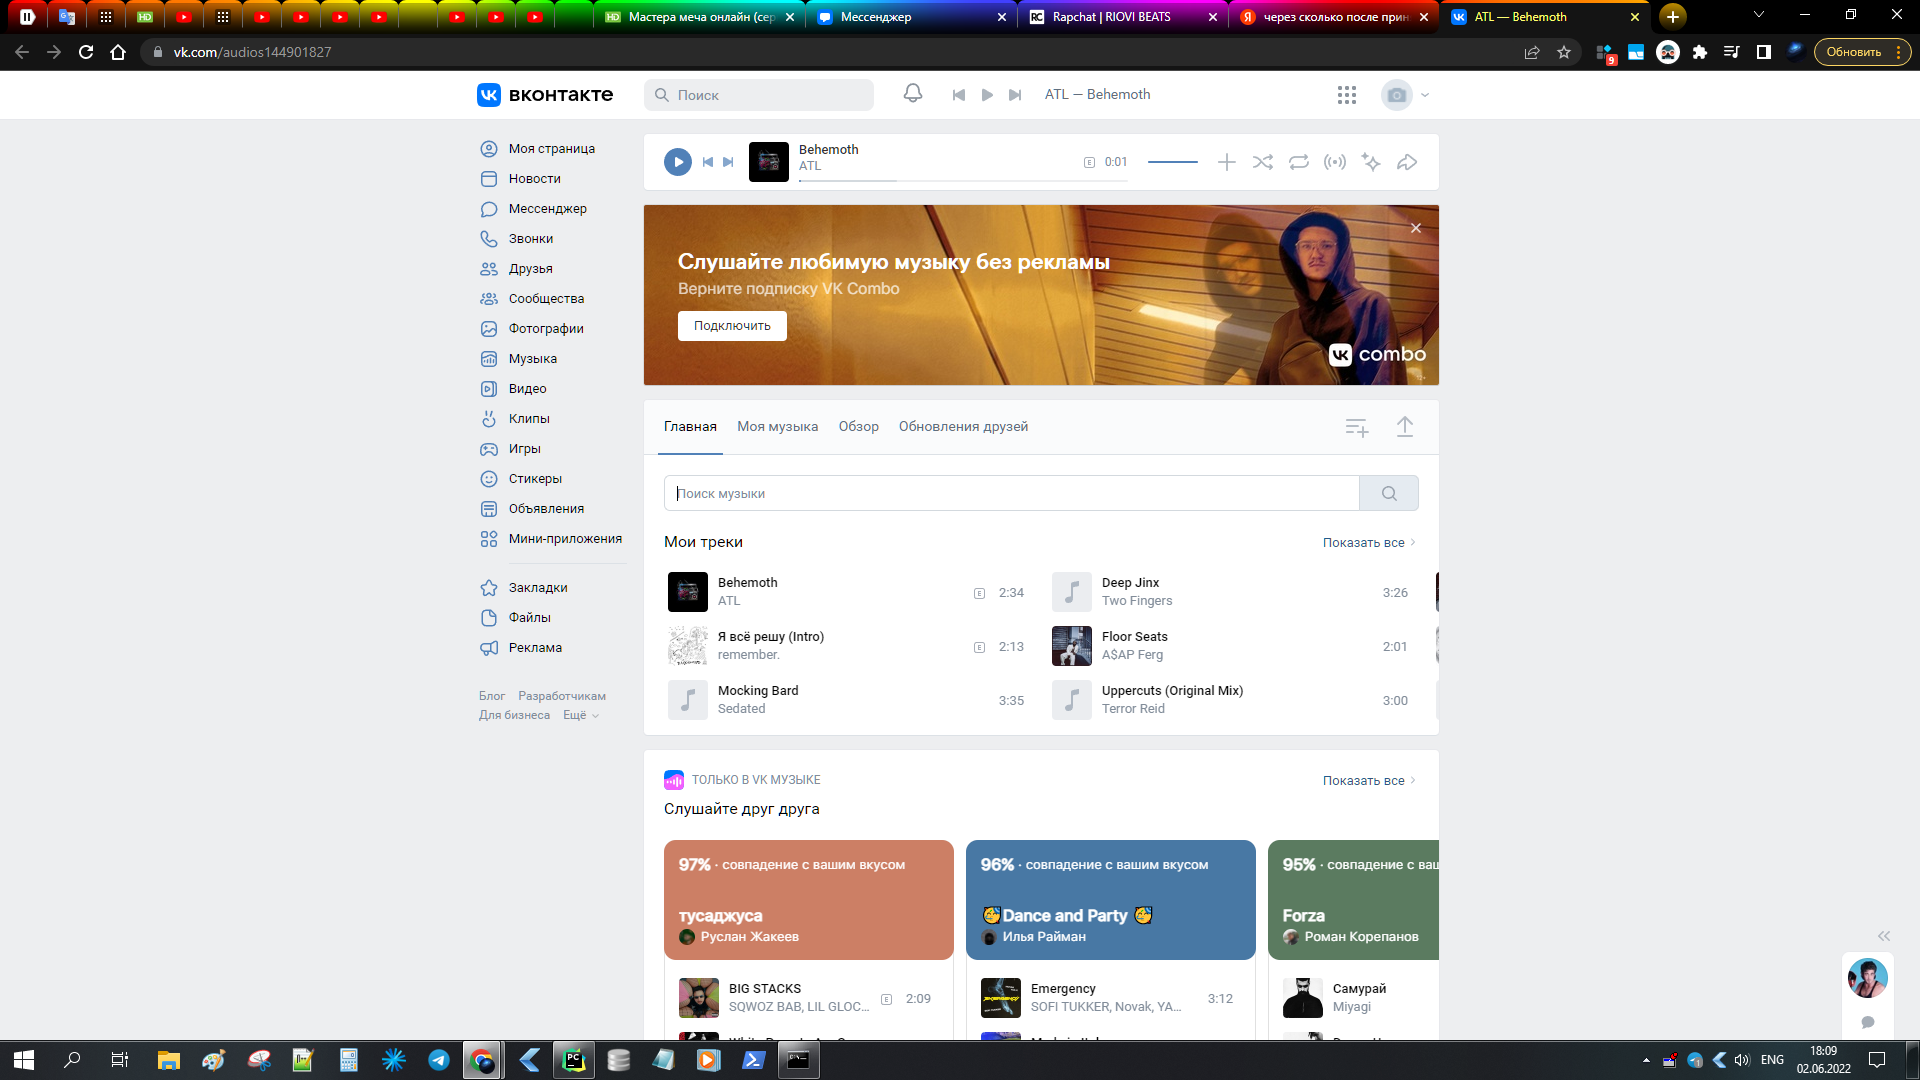 Мастера меча онлайн (сер
Мессенджер
Rapchat | RIOVI BEATS
через сколько после прин
ATL — Behemoth
vk.com/audios144901827
9
Обновить
вконтакте
Поиск
ATL — Behemoth
Моя страница
Новости
Мессенджер
Звонки
Друзья
Сообщества
Фотографии
Музыка
Видео
Клипы
Игры
Стикеры
Объявления
Мини-приложения
Закладки
Файлы
Реклама
Блог Разработчикам
Для бизнеса Ещё
Behemoth
ATL
E 0:01
Слушайте любимую музыку без рекламы
Верните подписку VK Combo
Подключить
VK combo
Главная Моя музыка Обзор Обновления друзей
Поиск музыки
Мои треки
Показать все
Behemoth
ATL
E 2:34
Deep Jinx
Two Fingers
3:26
Я всё решу (Intro)
remember.
E 2:13
Floor Seats
A$AP Ferg
2:01
Mocking Bard
Sedated
3:35
Uppercuts (Original Mix)
Terror Reid
3:00
ТОЛЬКО В VK МУЗЫКЕ
Показать все
Слушайте друг друга
97% · совпадение с вашим вкусом
тусаджуса
Руслан Жакеев
BIG STACKS
SQWOZ BAB, LIL GLOC...
E 2:09
96% · совпадение с вашим вкусом
Dance and Party
Илья Райман
Emergency
SOFI TUKKER, Novak, YA...
3:12
95% · совпадение с ваш
Forza
Роман Корепанов
Самурай
Miyagi
ENG
18:09
02.06.2022